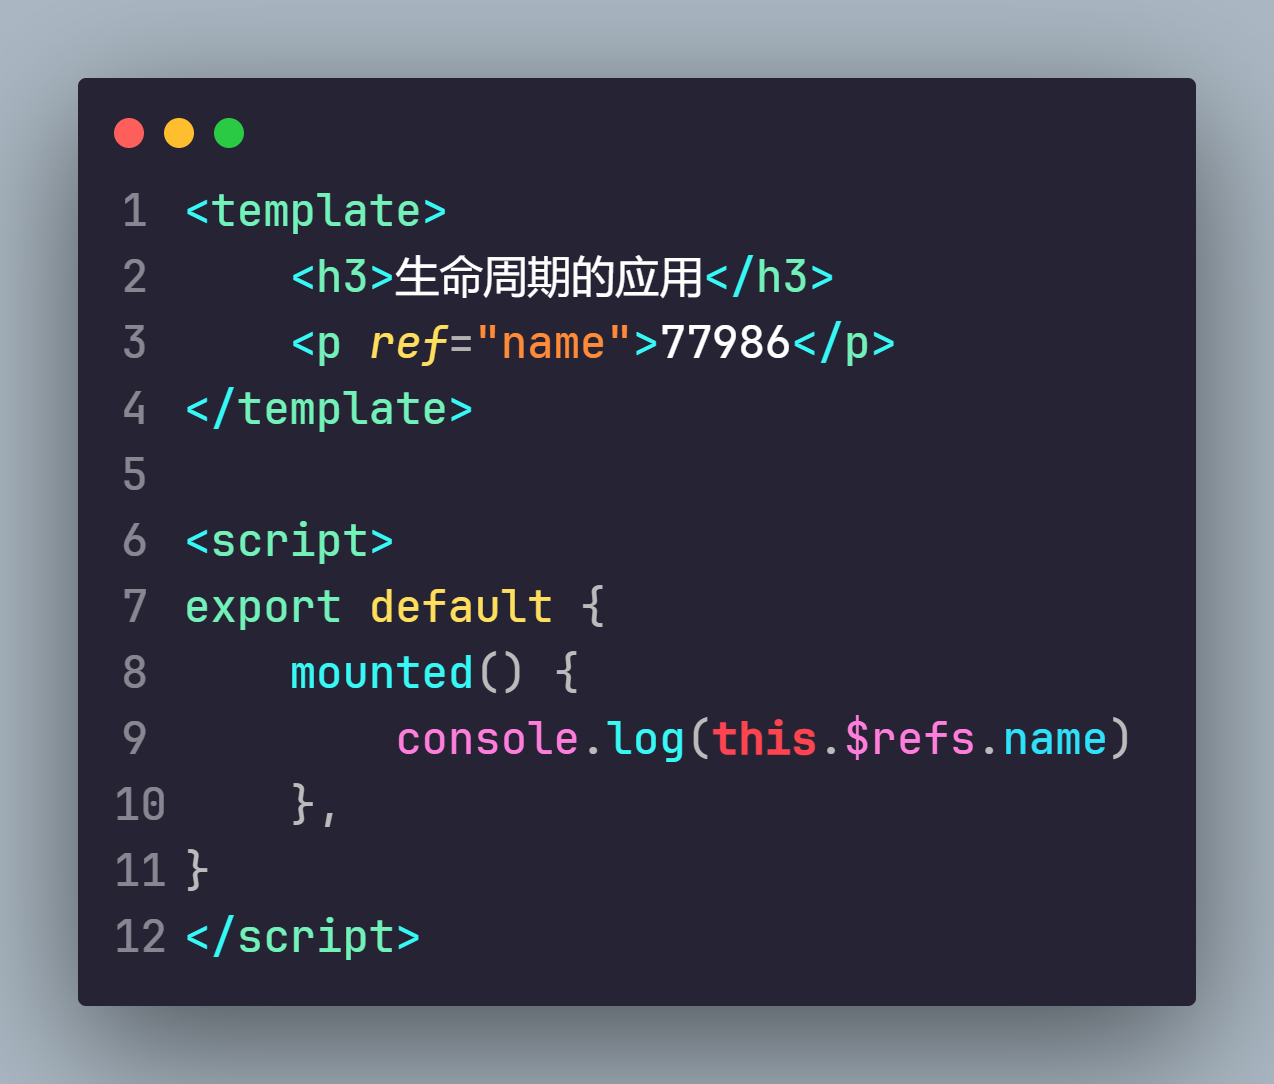 1 <template>
2     <h3>生命周期的应用</h3>
3     <p ref="name">77986</p>
4 </template>
5
6 <script>
7 export default {
8     mounted() {
9         console.log(this.$refs.name)
10     },
11 }
12 </script>